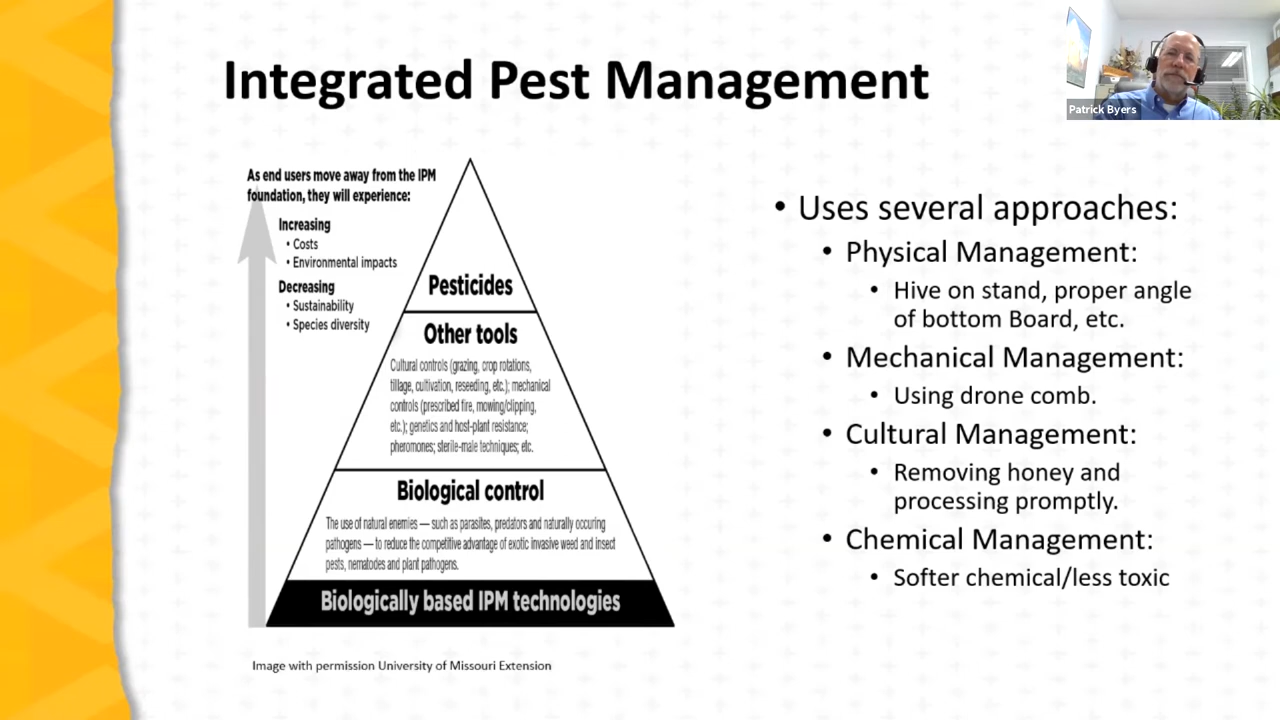 Integrated Pest Management
Patrick Byers
As end users move away from the IPM
foundation, they will experience:
Increasing
• Costs
• Environmental impacts
Decreasing
• Sustainability
• Species diversity
Pesticides
Other tools
Cultural controls (grazing, crop rotations,
tillage, cultivation, reseeding, etc.); mechanical
controls (prescribed fire, mowing/clipping,
etc.); genetics and host-plant resistance;
pheromones; sterile-male techniques; etc.
Biological control
The use of natural enemies — such as parasites, predators and naturally occuring
pathogens — to reduce the competitive advantage of exotic invasive weed and insect
pests, nematodes and plant pathogens.
Biologically based IPM technologies
Image with permission University of Missouri Extension
• Uses several approaches:
• Physical Management:
• Hive on stand, proper angle
of bottom Board, etc.
• Mechanical Management:
• Using drone comb.
• Cultural Management:
• Removing honey and
processing promptly.
• Chemical Management:
• Softer chemical/less toxic